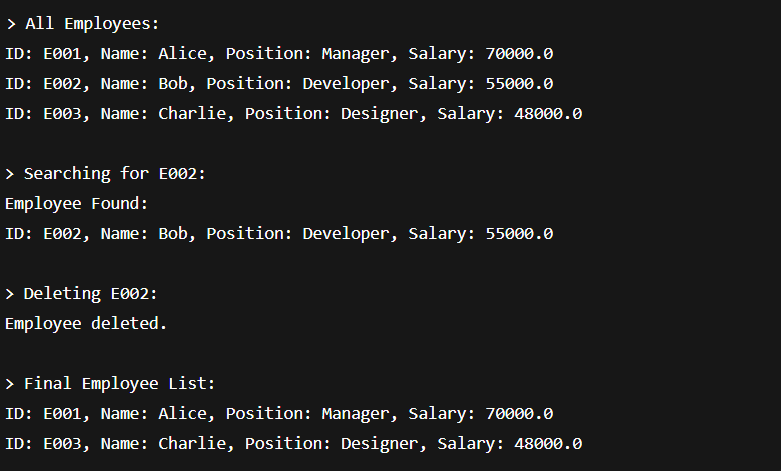 > All Employees:
ID: E001, Name: Alice, Position: Manager, Salary: 70000.0
ID: E002, Name: Bob, Position: Developer, Salary: 55000.0
ID: E003, Name: Charlie, Position: Designer, Salary: 48000.0
> Searching for E002:
Employee Found:
ID: E002, Name: Bob, Position: Developer, Salary: 55000.0
> Deleting E002:
Employee deleted.
> Final Employee List:
ID: E001, Name: Alice, Position: Manager, Salary: 70000.0
ID: E003, Name: Charlie, Position: Designer, Salary: 48000.0